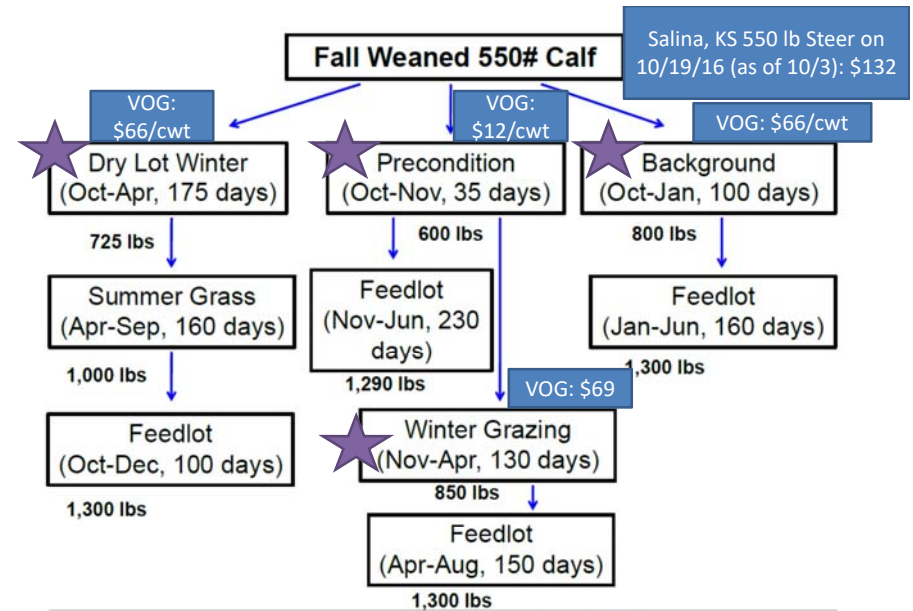 Fall Weaned 550# Calf
Salina, KS 550 lb Steer on
10/19/16 (as of 10/3): $132
VOG:
$66/cwt
VOG:
$12/cwt
VOG: $66/cwt
Dry Lot Winter
(Oct-Apr, 175 days)
Precondition
(Oct-Nov, 35 days)
Background
(Oct-Jan, 100 days)
725 lbs
600 lbs
800 lbs
Summer Grass
(Apr-Sep, 160 days)
Feedlot
(Nov-Jun, 230
days)
Feedlot
(Jan-Jun, 160 days)
1,000 lbs
1,290 lbs
1,300 lbs
VOG: $69
Feedlot
(Oct-Dec, 100 days)
Winter Grazing
(Nov-Apr, 130 days)
1,300 lbs
850 lbs
Feedlot
(Apr-Aug, 150 days)
1,300 lbs